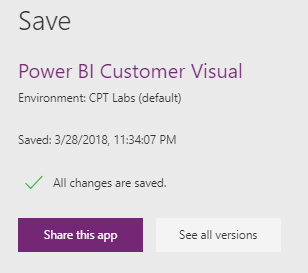 Save
Power BI Customer Visual
Environment: CPT Labs (default)
Saved: 3/28/2018, 11:34:07 PM
All changes are saved.
Share this app
See all versions